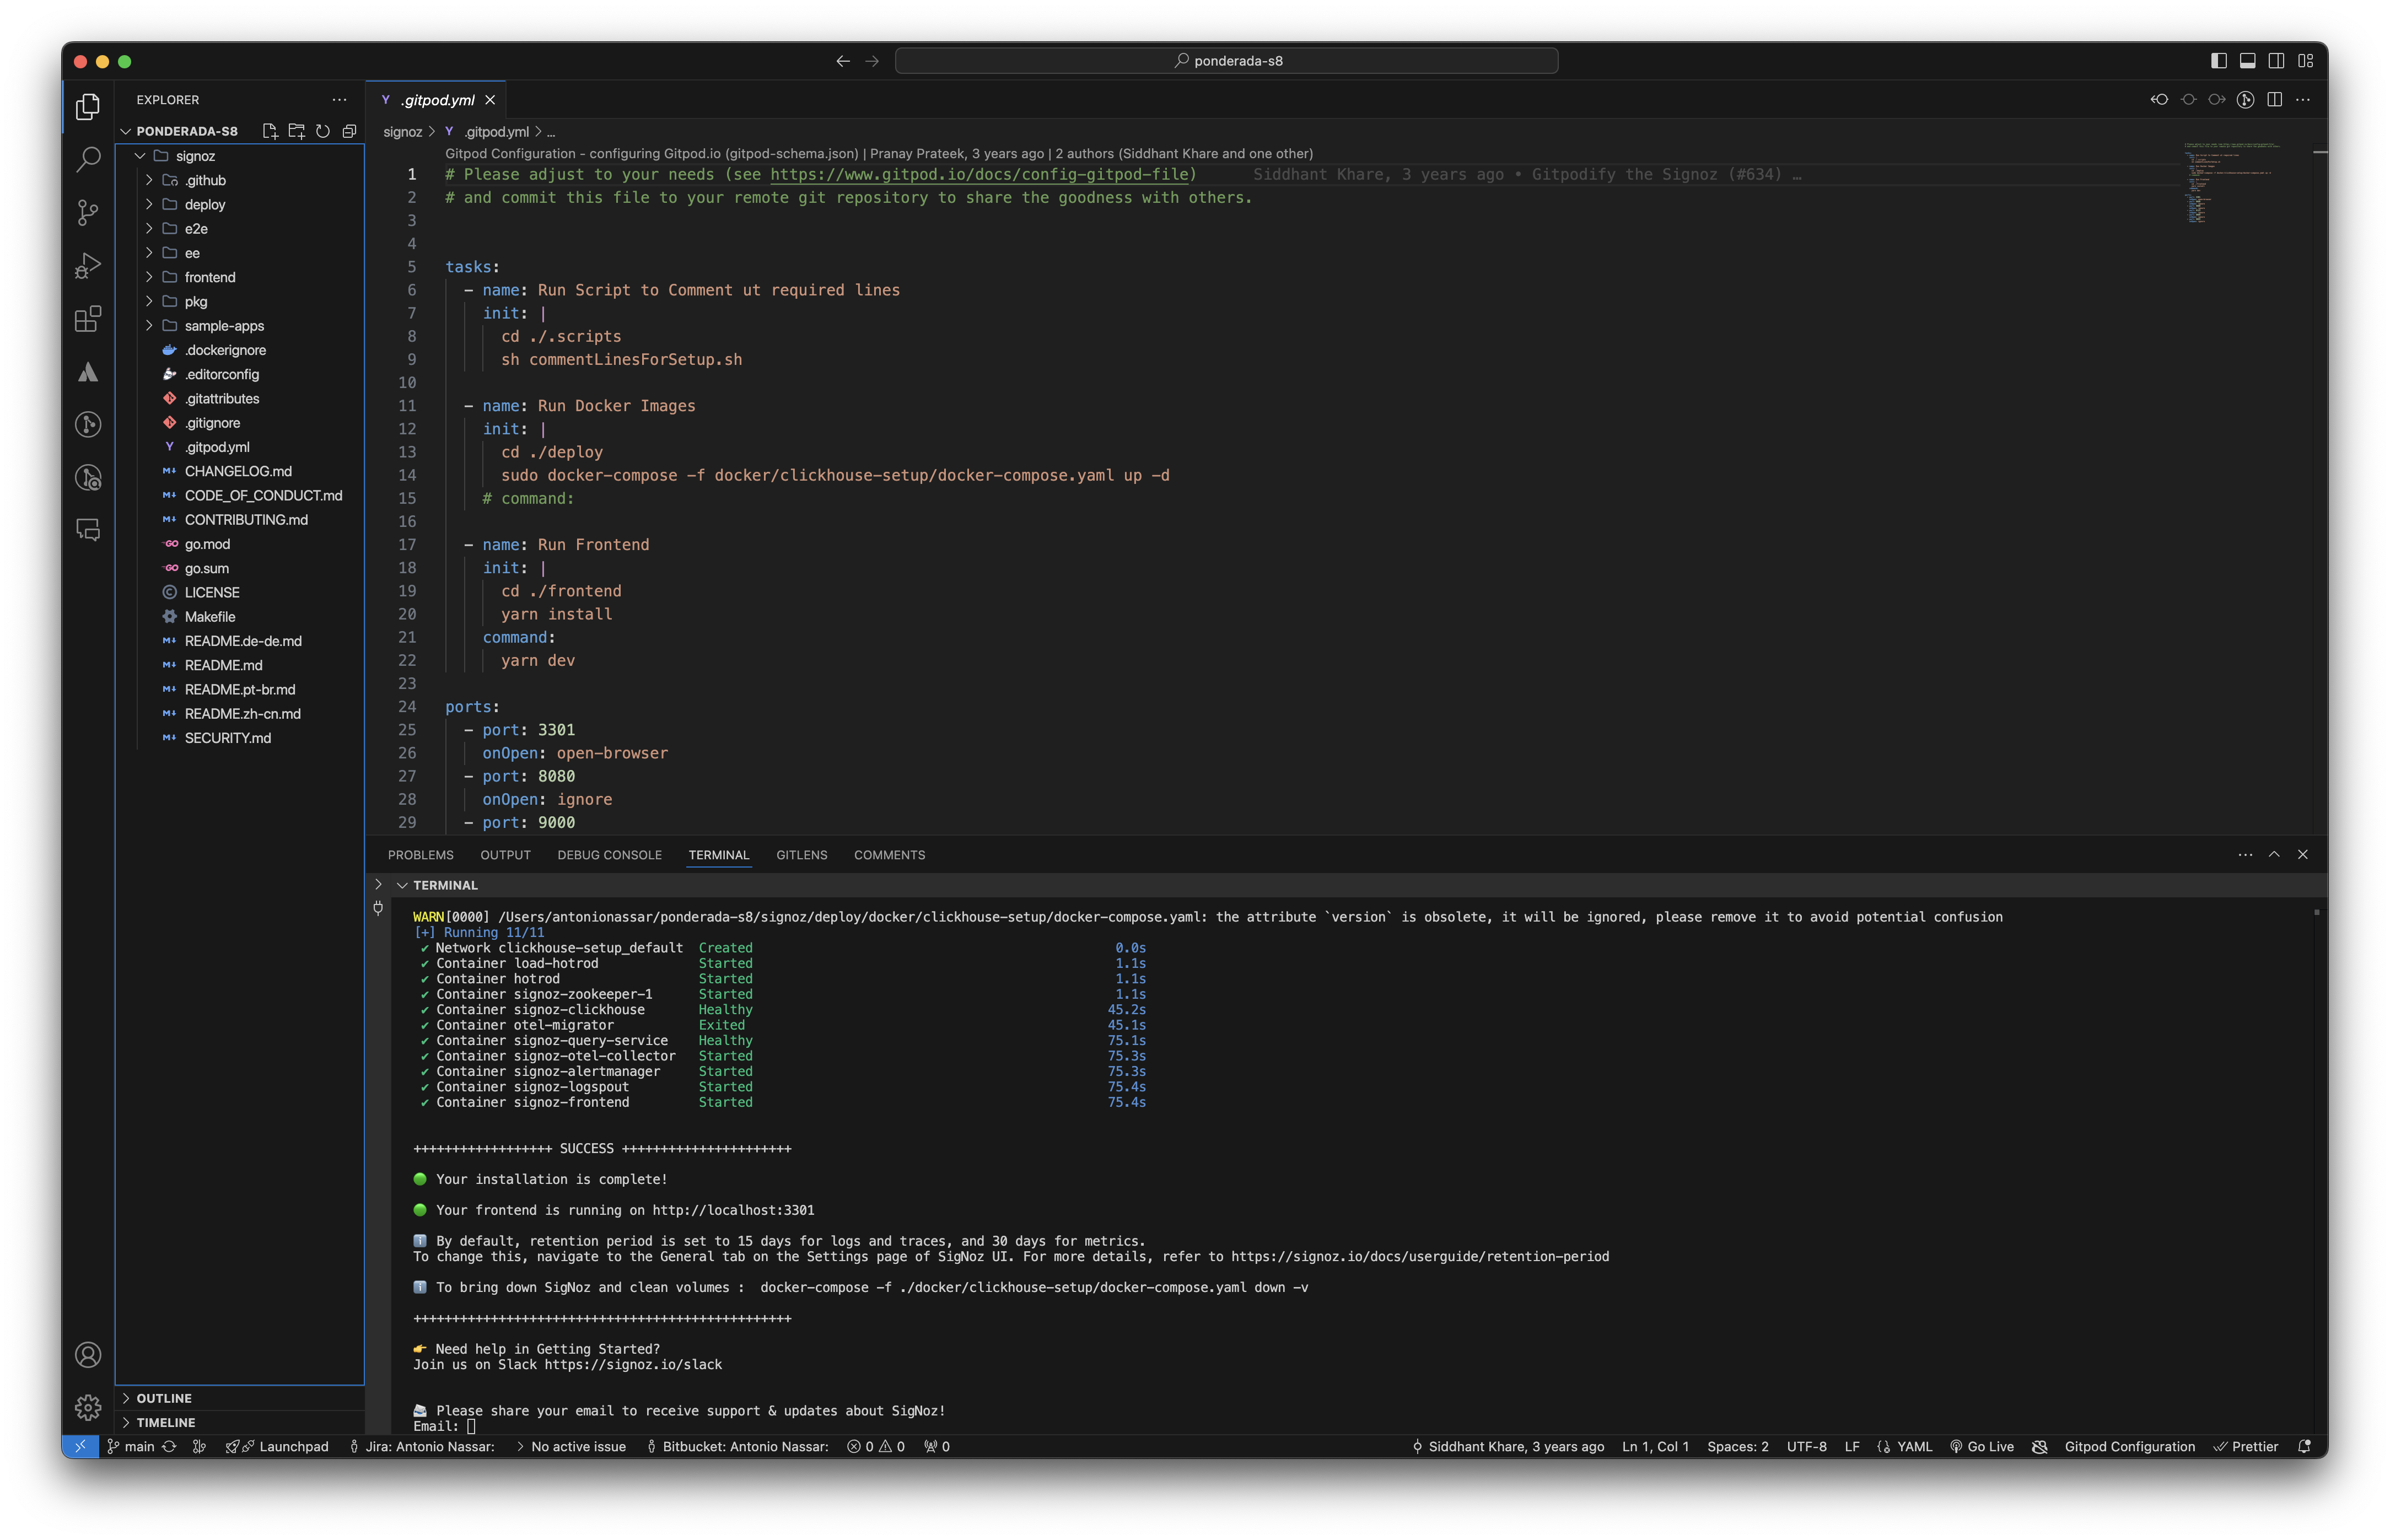 ponderada-s8
EXPLORER
PONDERADA-S8
signoz
.github
deploy
e2e
ee
frontend
pkg
sample-apps
.dockerignore
.editorconfig
.gitattributes
.gitignore
.gitpod.yml
CHANGELOG.md
CODE_OF_CONDUCT.md
CONTRIBUTING.md
go.mod
go.sum
LICENSE
Makefile
README.de-de.md
README.md
README.pt-br.md
README.zh-cn.md
SECURITY.md
OUTLINE
TIMELINE
.gitpod.yml
signoz > .gitpod.yml > ...
Gitpod Configuration - configuring Gitpod.io (gitpod-schema.json) | Pranay Prateek, 3 years ago | 2 authors (Siddhant Khare and one other)
1 # Please adjust to your needs (see https://www.gitpod.io/docs/config-gitpod-file) Siddhant Khare, 3 years ago • Gitpodify the Signoz (#634) …
2 # and commit this file to your remote git repository to share the goodness with others.
3
4
5 tasks:
6 - name: Run Script to Comment ut required lines
7 init: |
8 cd ./.scripts
9 sh commentLinesForSetup.sh
10
11 - name: Run Docker Images
12 init: |
13 cd ./deploy
14 sudo docker-compose -f docker/clickhouse-setup/docker-compose.yaml up -d
15 # command:
16
17 - name: Run Frontend
18 init: |
19 cd ./frontend
20 yarn install
21 command:
22 yarn dev
23
24 ports:
25 - port: 3301
26 onOpen: open-browser
27 - port: 8080
28 onOpen: ignore
29 - port: 9000
PROBLEMS OUTPUT DEBUG CONSOLE TERMINAL GITLENS COMMENTS
TERMINAL
WARN[0000] /Users/antonionassar/ponderada-s8/signoz/deploy/docker/clickhouse-setup/docker-compose.yaml: the attribute `version` is obsolete, it will be ignored, please remove it to avoid potential confusion
[+] Running 11/11
✔ Network clickhouse-setup_default Created 0.0s
✔ Container load-hotrod Started 1.1s
✔ Container hotrod Started 1.1s
✔ Container signoz-zookeeper-1 Started 1.1s
✔ Container signoz-clickhouse Healthy 45.2s
✔ Container otel-migrator Exited 45.1s
✔ Container signoz-query-service Healthy 75.1s
✔ Container signoz-otel-collector Started 75.3s
✔ Container signoz-alertmanager Started 75.3s
✔ Container signoz-logspout Started 75.4s
✔ Container signoz-frontend Started 75.4s
++++++++++++++++++ SUCCESS ++++++++++++++++++++++
🟢 Your installation is complete!
🟢 Your frontend is running on http://localhost:3301
ℹ️ By default, retention period is set to 15 days for logs and traces, and 30 days for metrics.
To change this, navigate to the General tab on the Settings page of SigNoz UI. For more details, refer to https://signoz.io/docs/userguide/retention-period
ℹ️ To bring down SigNoz and clean volumes : docker-compose -f ./docker/clickhouse-setup/docker-compose.yaml down -v
+++++++++++++++++++++++++++++++++++++++++++++++++
👉 Need help in Getting Started?
Join us on Slack https://signoz.io/slack
📨 Please share your email to receive support & updates about SigNoz!
Email:
main Launchpad Jira: Antonio Nassar: No active issue Bitbucket: Antonio Nassar: 0 0 0 Siddhant Khare, 3 years ago Ln 1, Col 1 Spaces: 2 UTF-8 LF YAML Go Live Gitpod Configuration Prettier